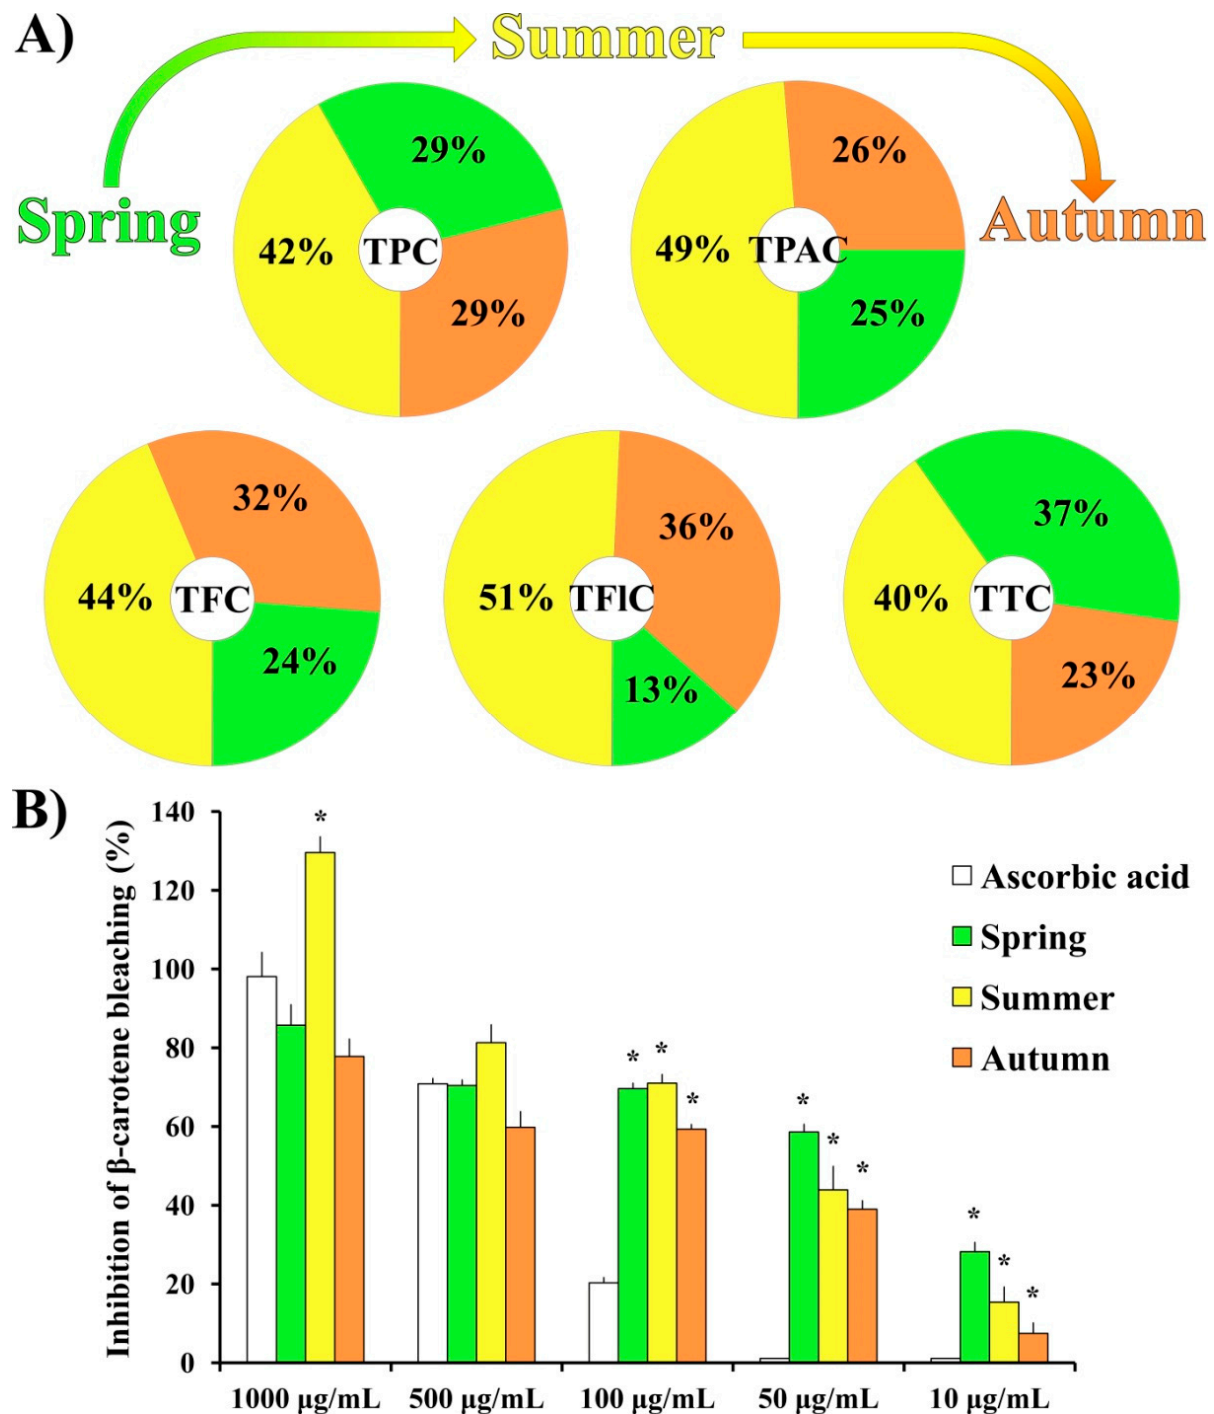 A)
Summer
Spring
Autumn
29%
42%
TPC
29%
26%
49%
TPAC
25%
32%
44%
TFC
24%
36%
51%
TFlC
13%
37%
40%
TTC
23%
B)
Inhibition of β-carotene bleaching (%)
140
120
100
80
60
40
20
0
*
* * *
* * *
* * *
Ascorbic acid
Spring
Summer
Autumn
1000 µg/mL 500 µg/mL 100 µg/mL 50 µg/mL 10 µg/mL